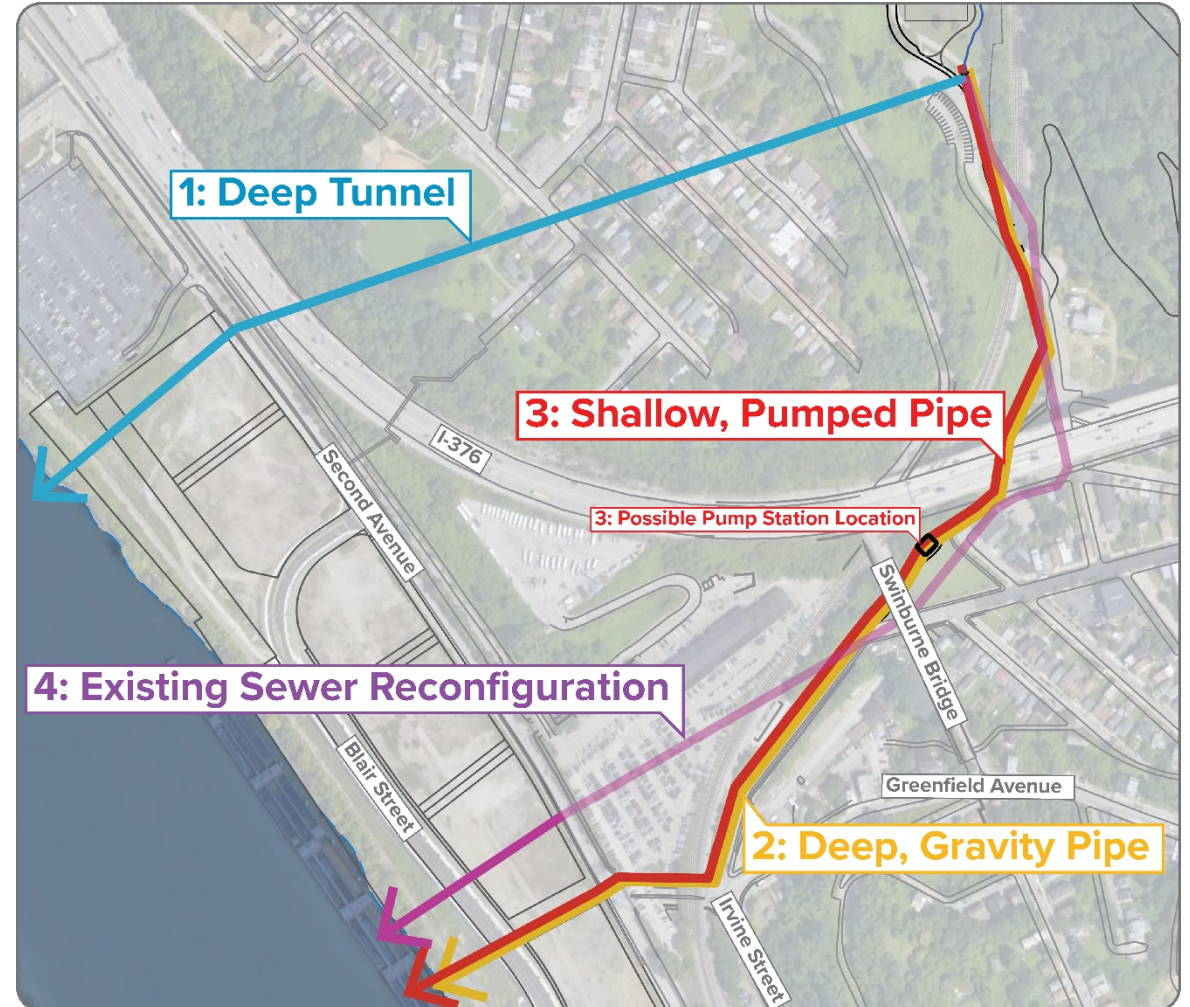 1: Deep Tunnel
3: Shallow, Pumped Pipe
I-376
Second Avenue
3: Possible Pump Station Location
Swinburne Bridge
4: Existing Sewer Reconfiguration
Blair Street
Greenfield Avenue
2: Deep, Gravity Pipe
Irvine Street